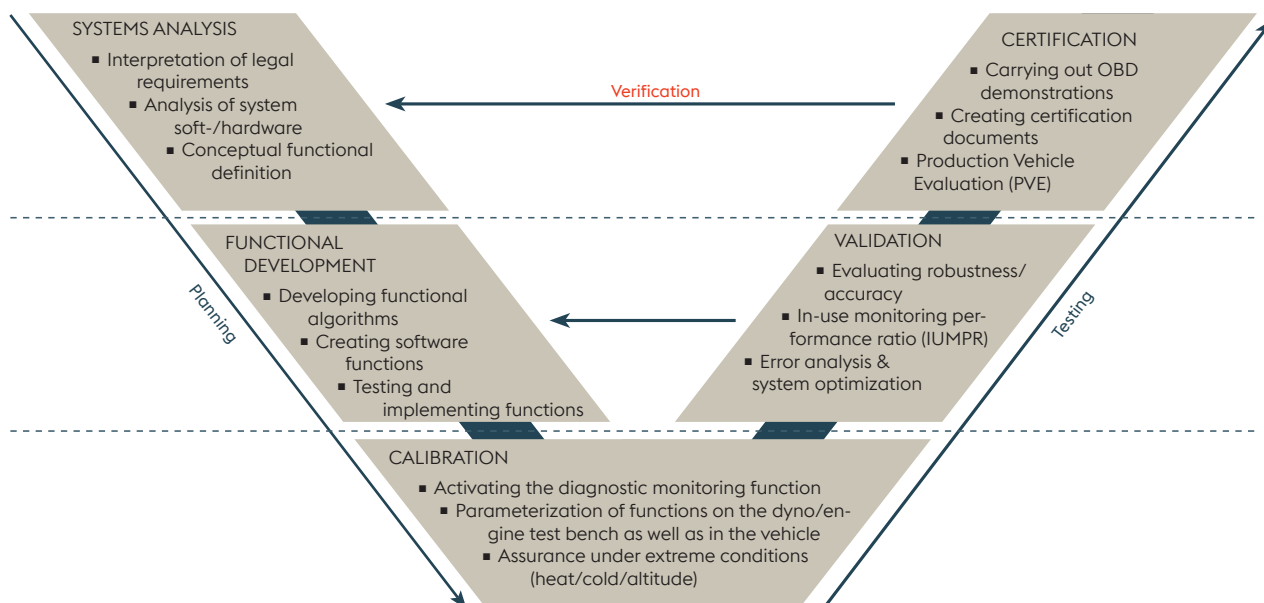 SYSTEMS ANALYSIS
■ Interpretation of legal
requirements
■ Analysis of system
soft-/hardware
■ Conceptual functional
definition
Verification
CERTIFICATION
■ Carrying out OBD
demonstrations
■ Creating certification
documents
■ Production Vehicle
Evaluation (PVE)
Planning
FUNCTIONAL
DEVELOPMENT
■ Developing functional
algorithms
■ Creating software
functions
■ Testing and
implementing functions
VALIDATION
■ Evaluating robustness/
accuracy
■ In-use monitoring per-
formance ratio (IUMPR)
■ Error analysis &
system optimization
Testing
CALIBRATION
■ Activating the diagnostic monitoring function
■ Parameterization of functions on the dyno/en-
gine test bench as well as in the vehicle
■ Assurance under extreme conditions
(heat/cold/altitude)